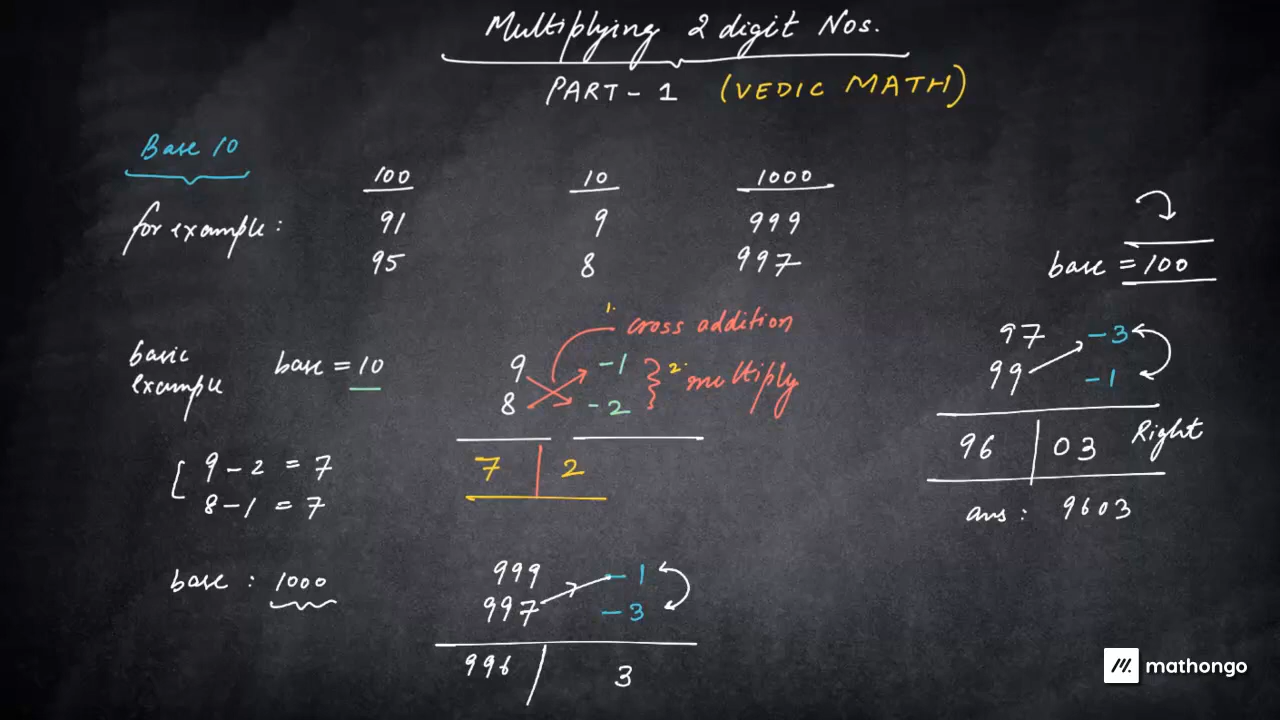 Multiplying 2 digit Nos.
PART - 1 (VEDIC MATH)
Base 10
100 10 1000
for example: 91 9 999
95 8 997
base = 100
1. cross addition
basic example base = 10
9 -1
8 -2
2. multiply
7 | 2
9 - 2 = 7
8 - 1 = 7
97 -3
99 -1
96 | 03 Right
ans: 9603
base : 1000
999 - 1
997 - 3
996 | 3
mathongo